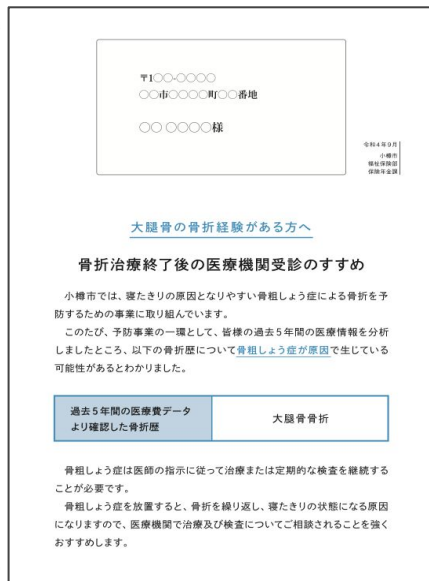 〒1○○-○○○○
○○市○○○○町○○番地
○○ ○○○○様
令和4年9月
小樽市
福祉保険部
保険年金課
大腿骨の骨折経験がある方へ
骨折治療終了後の医療機関受診のすすめ
小樽市では、寝たきりの原因となりやすい骨粗しょう症による骨折を予
防するための事業に取り組んでいます。
このたび、予防事業の一環として、皆様の過去5年間の医療情報を分析
しましたところ、以下の骨折歴について骨粗しょう症が原因で生じている
可能性があるとわかりました。
過去5年間の医療費データ
より確認した骨折歴
大腿骨骨折
骨粗しょう症は医師の指示に従って治療または定期的な検査を継続する
ことが必要です。
骨粗しょう症を放置すると、骨折を繰り返し、寝たきりの状態になる原因
になりますので、医療機関で治療及び検査についてご相談されることを強く
おすすめします。